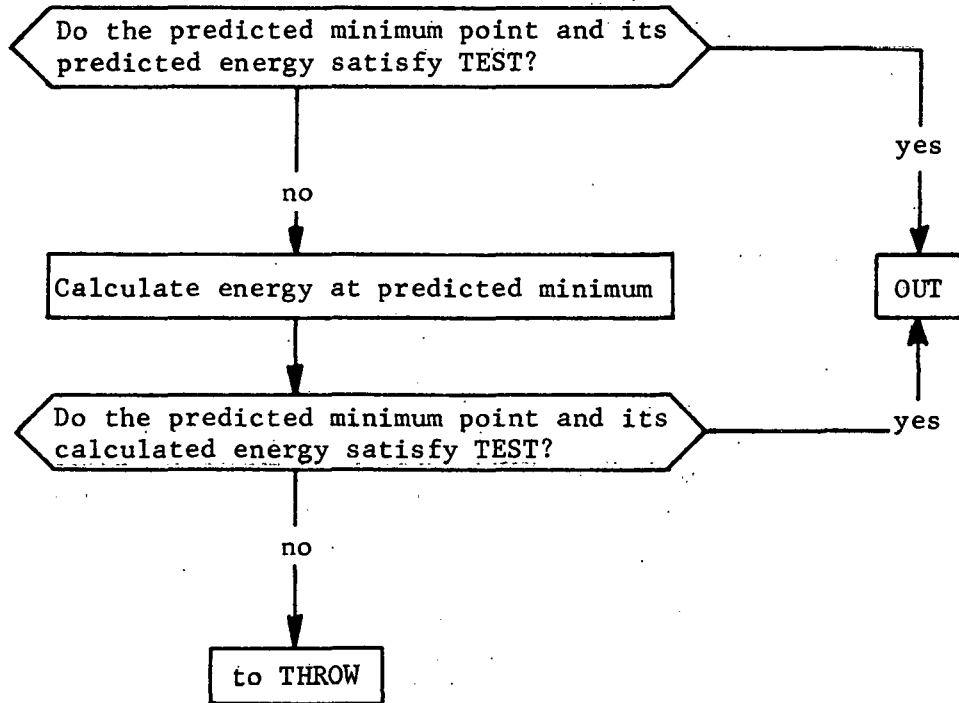 Do the predicted minimum point and its
predicted energy satisfy TEST?
yes
no
Calculate energy at predicted minimum
OUT
Do the predicted minimum point and its
calculated energy satisfy TEST?
yes
no
to THROW